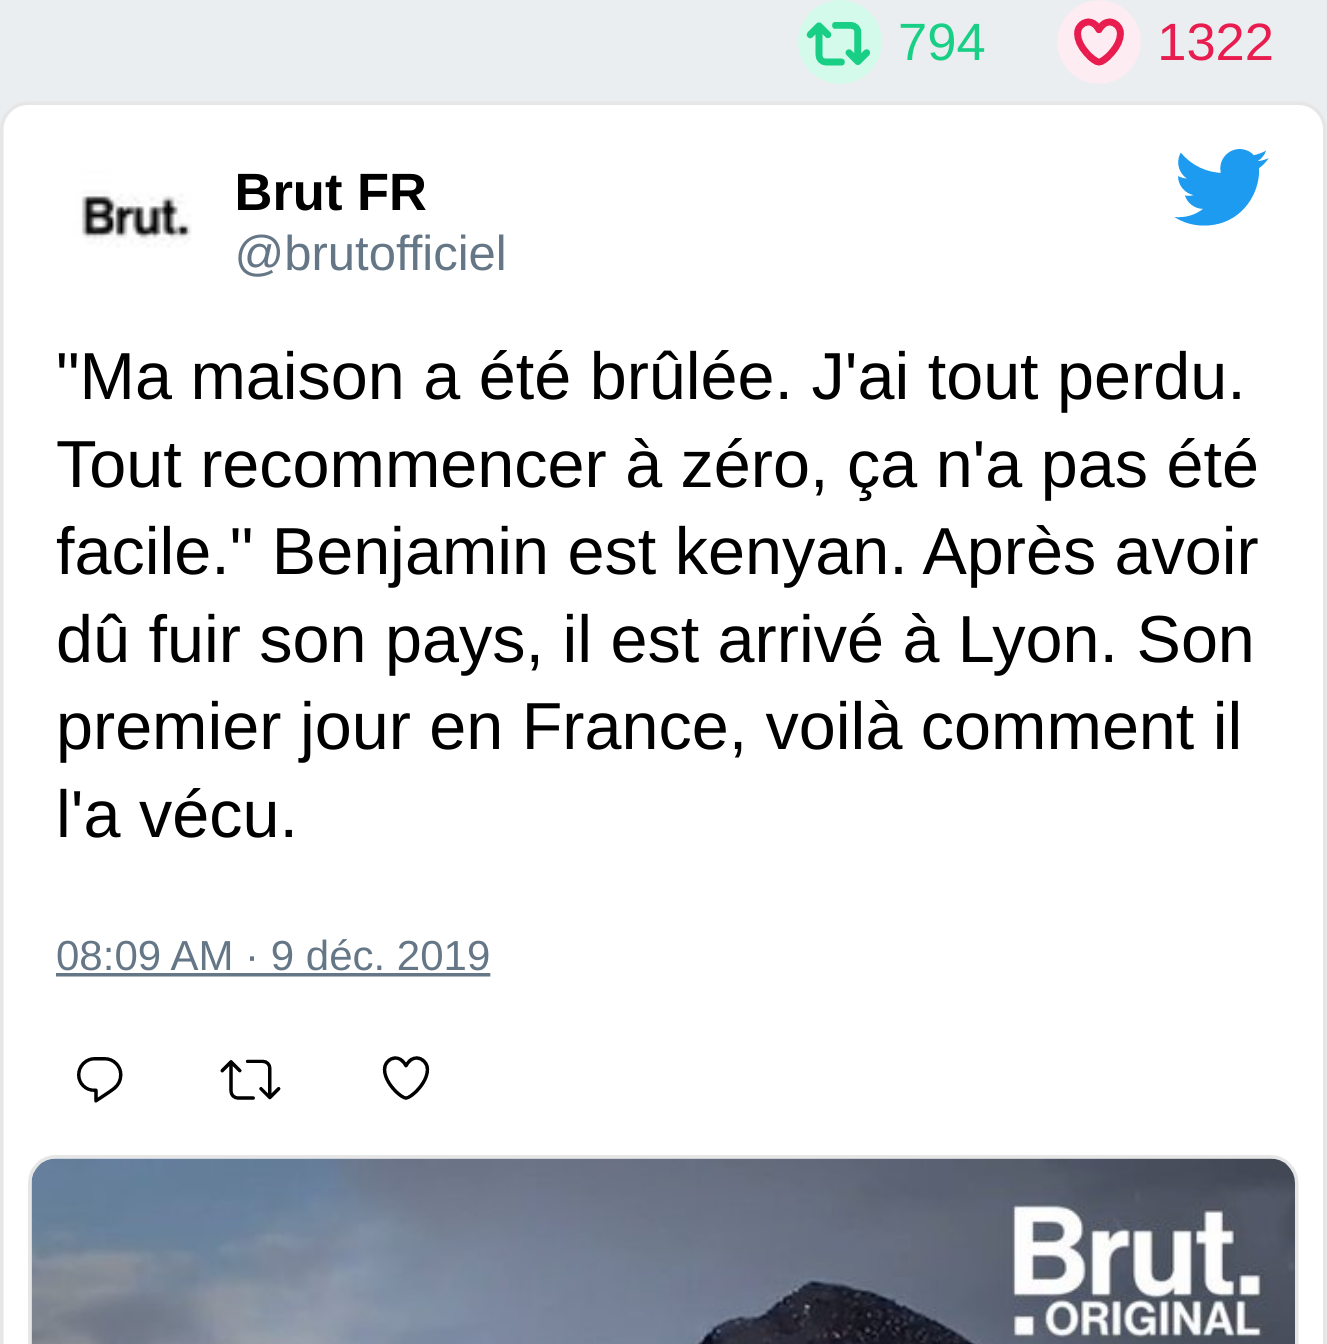 794 1322
Brut.
Brut FR
@brutofficiel
"Ma maison a été brûlée. J'ai tout perdu.
Tout recommencer à zéro, ça n'a pas été
facile." Benjamin est kenyan. Après avoir
dû fuir son pays, il est arrivé à Lyon. Son
premier jour en France, voilà comment il
l'a vécu.
08:09 AM · 9 déc. 2019
Brut.
ORIGINAL